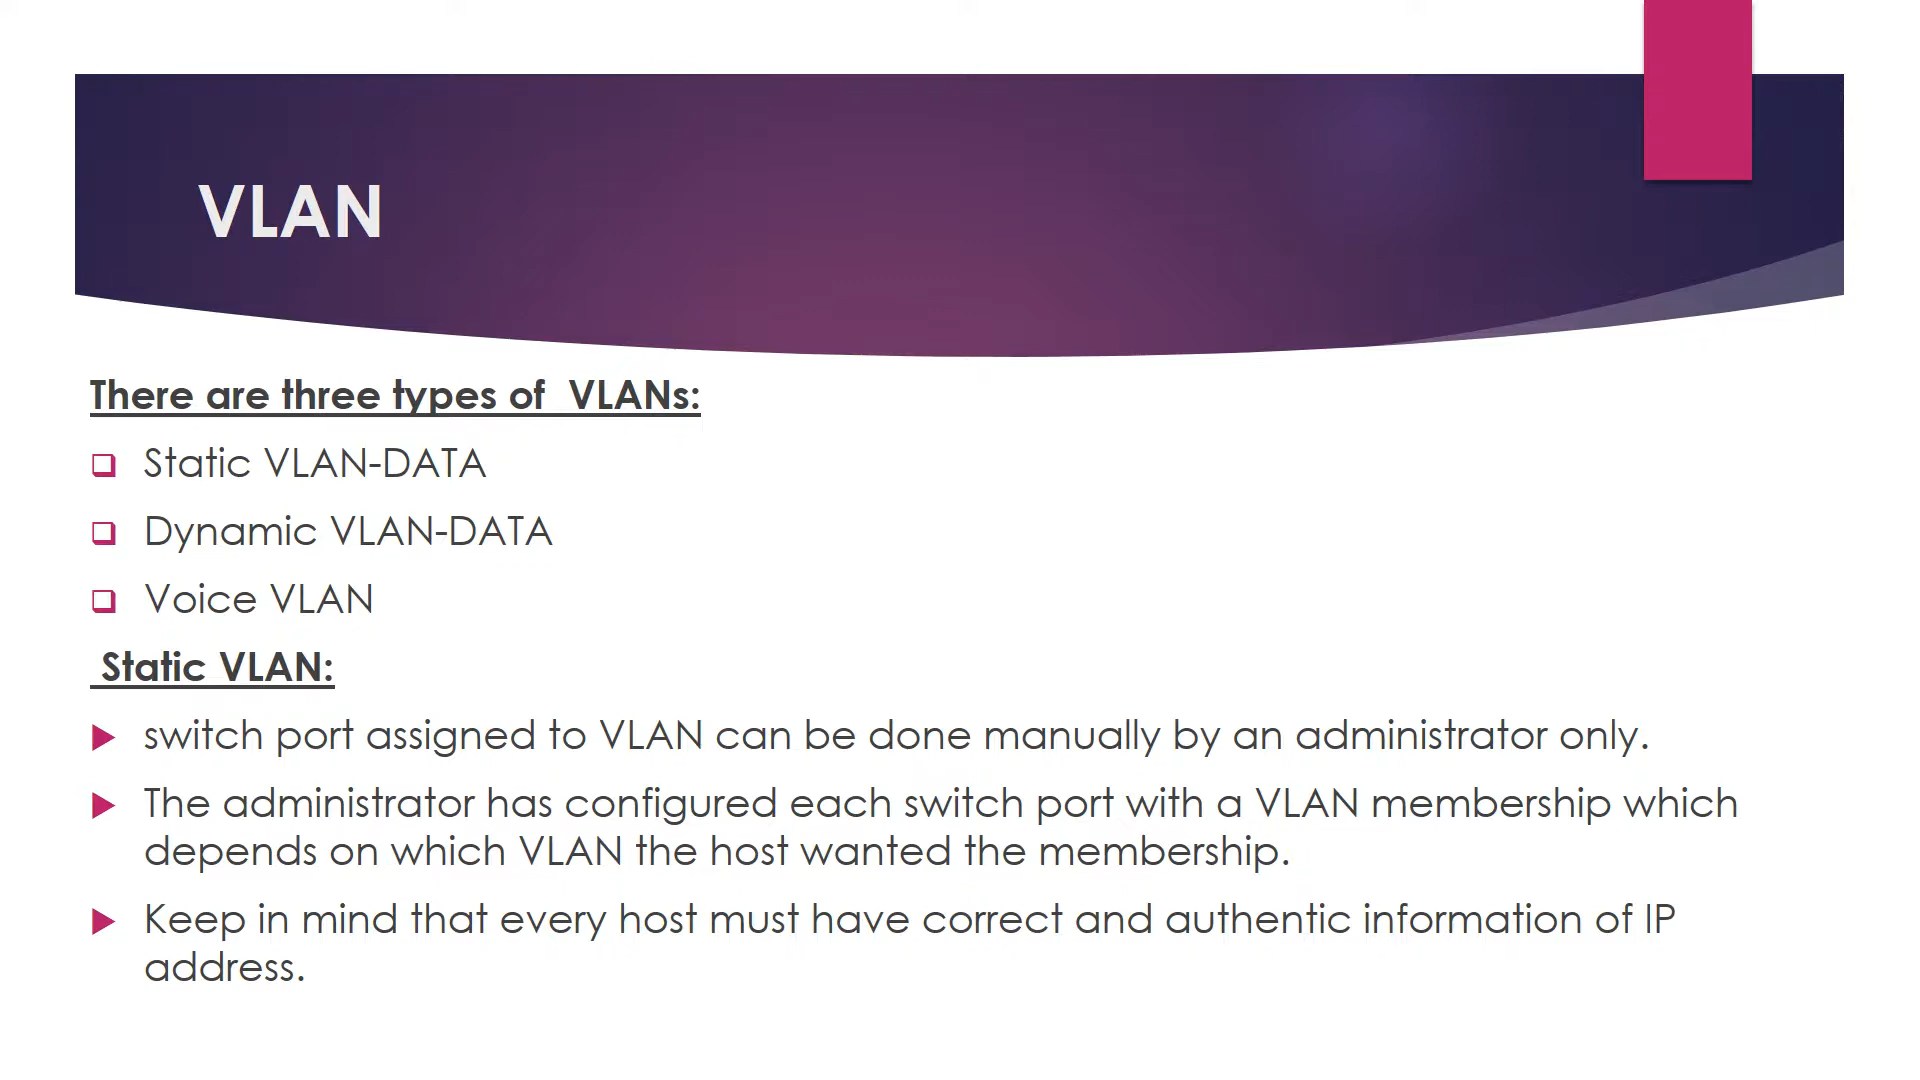 VLAN
There are three types of  VLANs:
Static VLAN-DATA
Dynamic VLAN-DATA
Voice VLAN
Static VLAN:
switch port assigned to VLAN can be done manually by an administrator only.
The administrator has configured each switch port with a VLAN membership which
depends on which VLAN the host wanted the membership.
Keep in mind that every host must have correct and authentic information of IP
address.